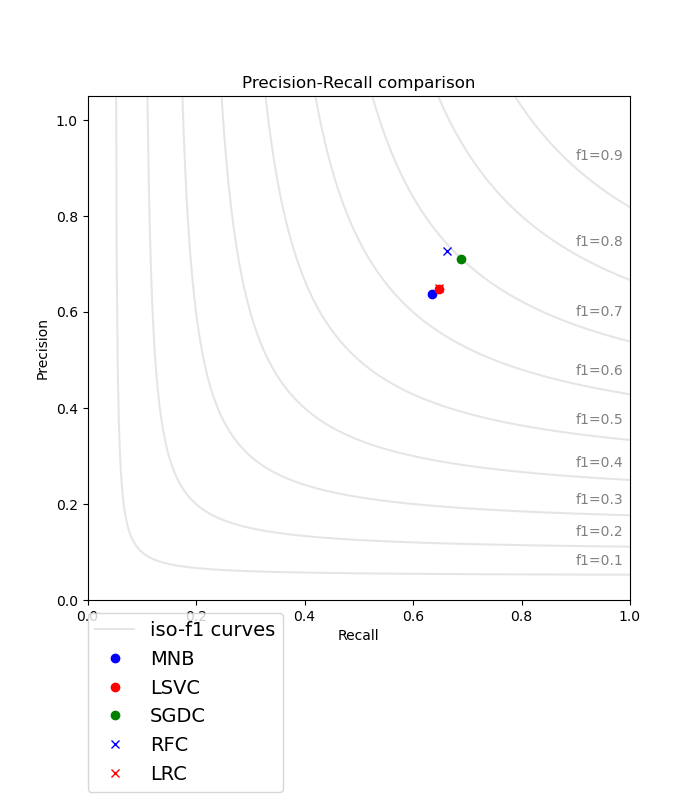 Precision-Recall comparison
1.0
0.8
0.6
0.4
0.2
0.0
Precision
f1=0.9
f1=0.8
f1=0.7
f1=0.6
f1=0.5
f1=0.4
f1=0.3
f1=0.2
f1=0.1
0.0 0.2 0.4 0.6 0.8 1.0
Recall
iso-f1 curves
MNB
LSVC
SGDC
RFC
LRC